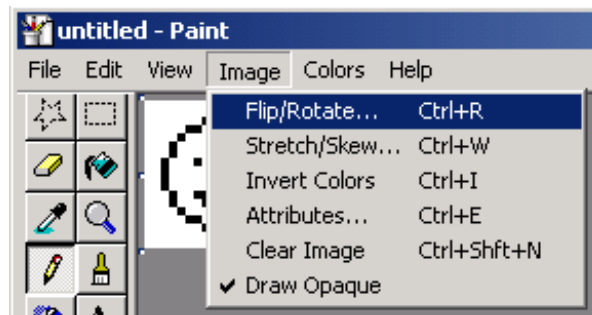 untitled - Paint
File Edit View Image Colors Help
Flip/Rotate... Ctrl+R
Stretch/Skew... Ctrl+W
Invert Colors Ctrl+I
Attributes... Ctrl+E
Clear Image Ctrl+Shft+N
Draw Opaque